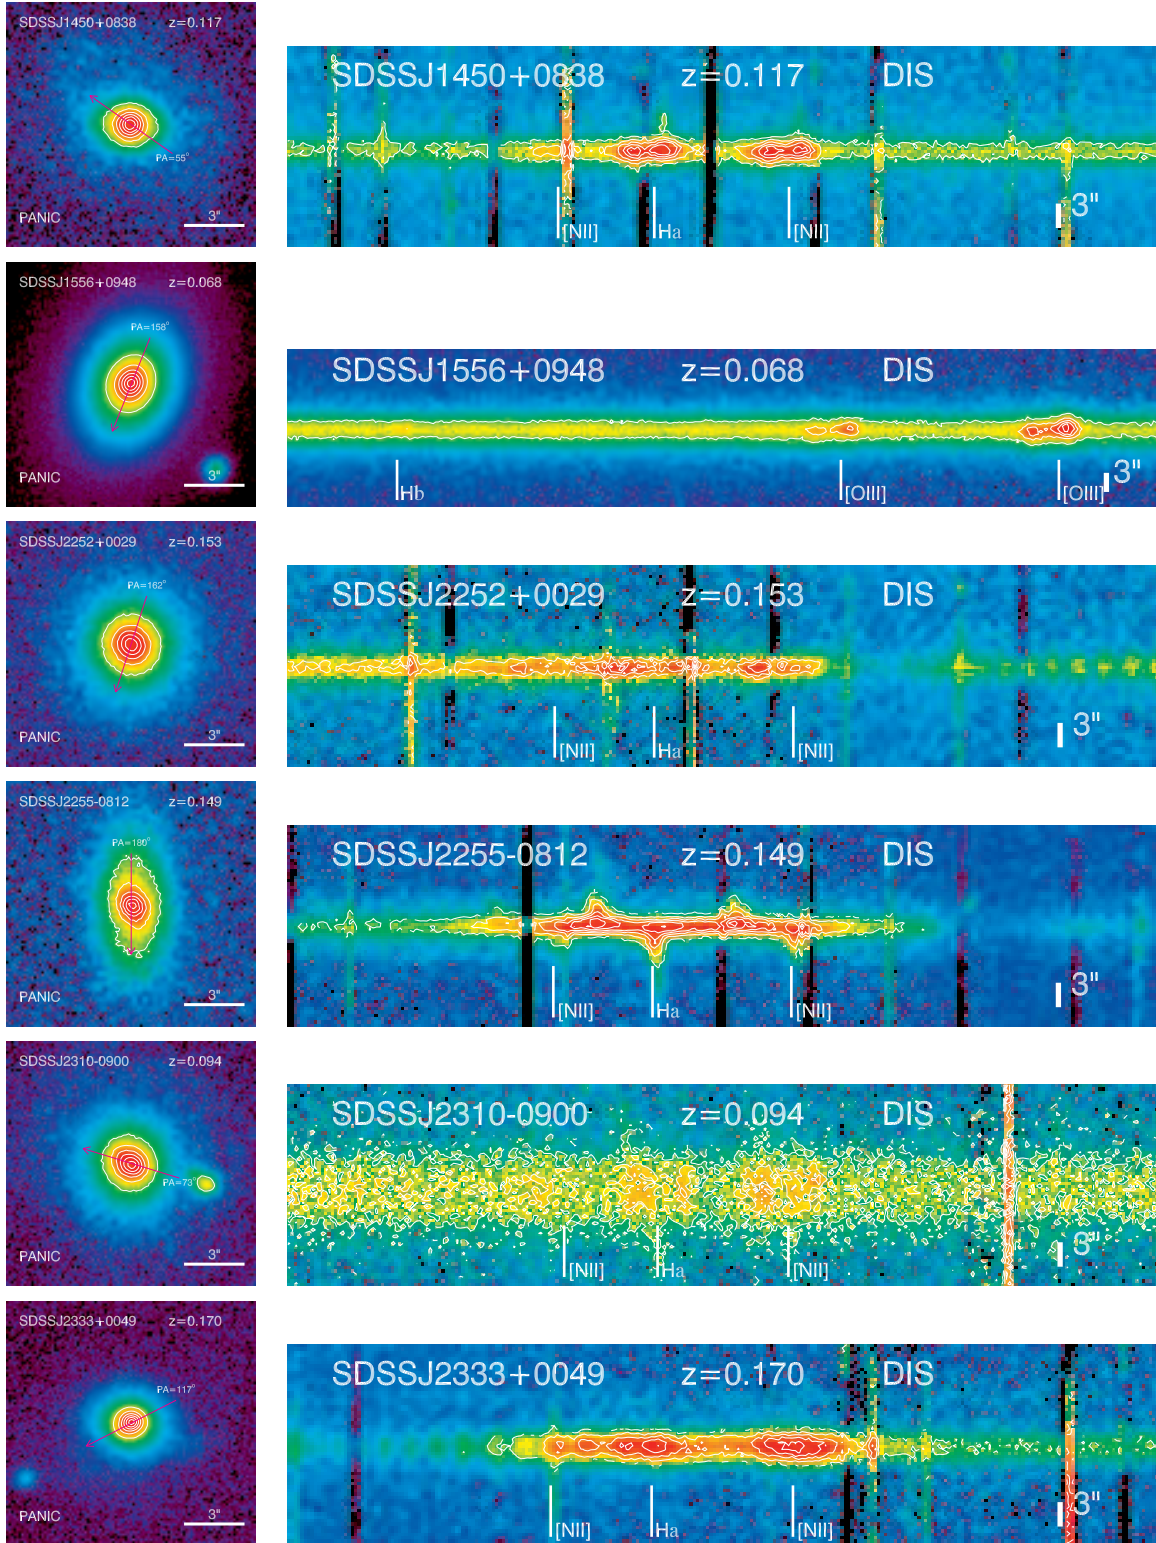 SDSSJ1450+0838 z=0.117
PA=55°
PANIC 3"
SDSSJ1450+0838 z=0.117 DIS
[NII] Ha [NII] 3"
SDSSJ1556+0948 z=0.068
PA=158°
PANIC 3"
SDSSJ1556+0948 z=0.068 DIS
Hb [OIII] [OIII] 3"
SDSSJ2252+0029 z=0.153
PA=162°
PANIC 3"
SDSSJ2252+0029 z=0.153 DIS
[NII] Ha [NII] 3"
SDSSJ2255-0812 z=0.149
PA=180°
PANIC 3"
SDSSJ2255-0812 z=0.149 DIS
[NII] Ha [NII] 3"
SDSSJ2310-0900 z=0.094
PA=73°
PANIC 3"
SDSSJ2310-0900 z=0.094 DIS
[NII] Ha [NII] 3"
SDSSJ2333+0049 z=0.170
PA=117°
PANIC 3"
SDSSJ2333+0049 z=0.170 DIS
[NII] Ha [NII] 3"